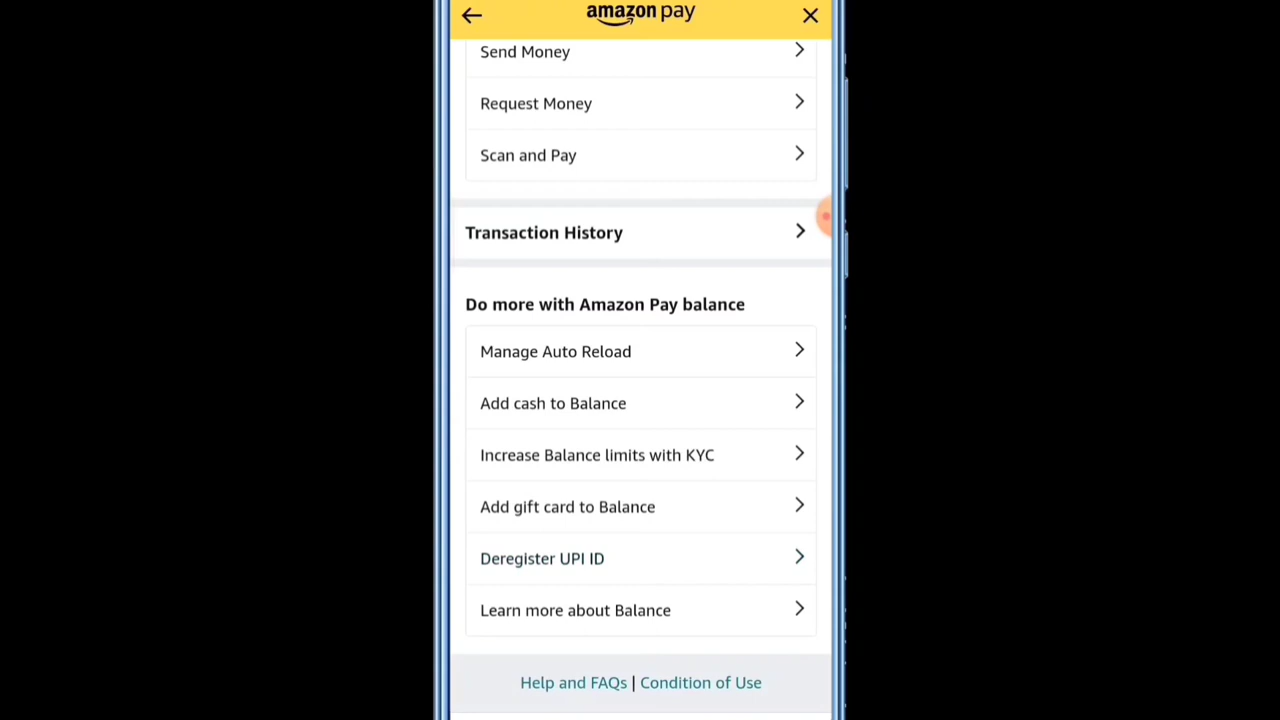 amazon pay
Send Money
Request Money
Scan and Pay
Transaction History
Do more with Amazon Pay balance
Manage Auto Reload
Add cash to Balance
Increase Balance limits with KYC
Add gift card to Balance
Deregister UPI ID
Learn more about Balance
Help and FAQs | Condition of Use